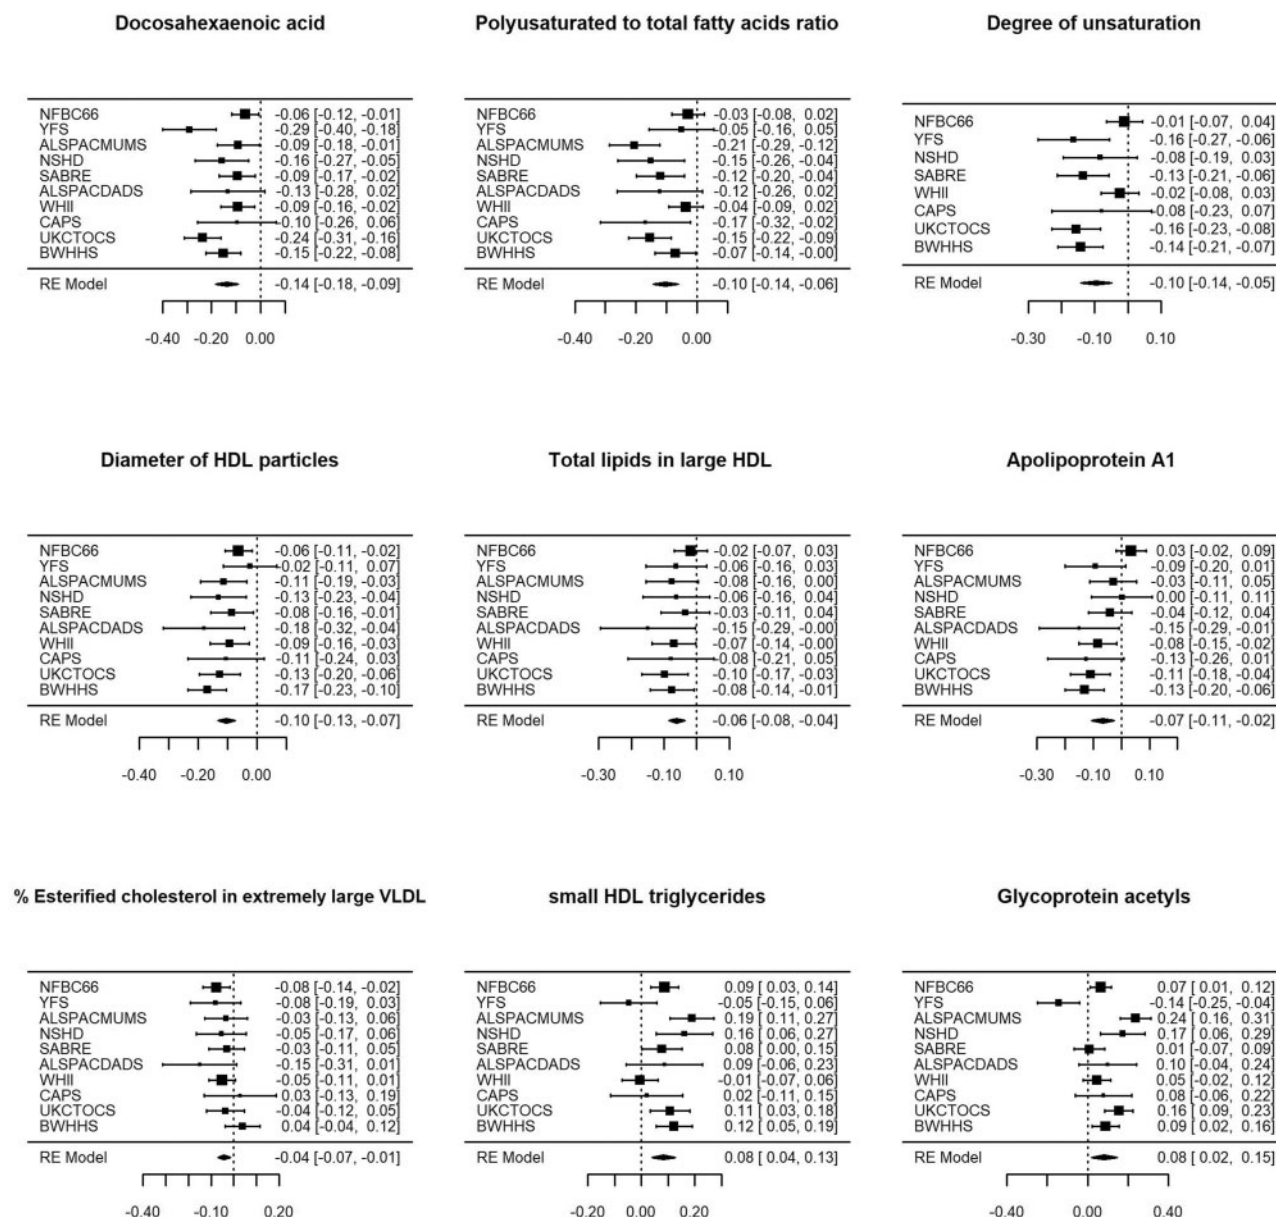 Docosahexaenoic acid
NFBC66 -0.06 [-0.12, -0.01]
YFS -0.29 [-0.40, -0.18]
ALSPACMUMS -0.09 [-0.18, -0.01]
NSHD -0.16 [-0.27, -0.05]
SABRE -0.09 [-0.17, -0.02]
ALSPACDADS -0.13 [-0.28, 0.02]
WHII -0.09 [-0.16, -0.02]
CAPS -0.10 [-0.26, 0.06]
UKCTOCS -0.24 [-0.31, -0.16]
BWHHS -0.15 [-0.22, -0.08]
RE Model -0.14 [-0.18, -0.09]
-0.40 -0.20 0.00
Polyusaturated to total fatty acids ratio
NFBC66 -0.03 [-0.08, 0.02]
YFS -0.05 [-0.16, 0.05]
ALSPACMUMS -0.21 [-0.29, -0.12]
NSHD -0.15 [-0.26, -0.04]
SABRE -0.12 [-0.20, -0.04]
ALSPACDADS -0.12 [-0.26, 0.02]
WHII -0.04 [-0.09, 0.02]
CAPS -0.17 [-0.32, -0.02]
UKCTOCS -0.15 [-0.22, -0.09]
BWHHS -0.07 [-0.14, -0.00]
RE Model -0.10 [-0.14, -0.06]
-0.40 -0.20 0.00
Degree of unsaturation
NFBC66 -0.01 [-0.07, 0.04]
YFS -0.16 [-0.27, -0.06]
NSHD -0.08 [-0.19, 0.03]
SABRE -0.13 [-0.21, -0.06]
WHII -0.02 [-0.08, 0.03]
CAPS -0.08 [-0.23, 0.07]
UKCTOCS -0.16 [-0.23, -0.08]
BWHHS -0.14 [-0.21, -0.07]
RE Model -0.10 [-0.14, -0.05]
-0.30 -0.10 0.10
Diameter of HDL particles
NFBC66 -0.06 [-0.11, -0.02]
YFS -0.02 [-0.11, 0.07]
ALSPACMUMS -0.11 [-0.19, -0.03]
NSHD -0.13 [-0.23, -0.04]
SABRE -0.08 [-0.16, -0.01]
ALSPACDADS -0.18 [-0.32, -0.04]
WHII -0.09 [-0.16, -0.03]
CAPS -0.11 [-0.24, 0.03]
UKCTOCS -0.13 [-0.20, -0.06]
BWHHS -0.17 [-0.23, -0.10]
RE Model -0.10 [-0.13, -0.07]
-0.40 -0.20 0.00
Total lipids in large HDL
NFBC66 -0.02 [-0.07, 0.03]
YFS -0.06 [-0.16, 0.03]
ALSPACMUMS -0.08 [-0.16, 0.00]
NSHD -0.06 [-0.16, 0.04]
SABRE -0.03 [-0.11, 0.04]
ALSPACDADS -0.15 [-0.29, -0.00]
WHII -0.07 [-0.14, -0.00]
CAPS -0.08 [-0.21, 0.05]
UKCTOCS -0.10 [-0.17, -0.03]
BWHHS -0.08 [-0.14, -0.01]
RE Model -0.06 [-0.08, -0.04]
-0.30 -0.10 0.10
Apolipoprotein A1
NFBC66 0.03 [-0.02, 0.09]
YFS -0.09 [-0.20, 0.01]
ALSPACMUMS -0.03 [-0.11, 0.05]
NSHD 0.00 [-0.11, 0.11]
SABRE -0.04 [-0.12, 0.04]
ALSPACDADS -0.15 [-0.29, -0.01]
WHII -0.08 [-0.15, -0.02]
CAPS -0.13 [-0.26, 0.01]
UKCTOCS -0.11 [-0.18, -0.04]
BWHHS -0.13 [-0.20, -0.06]
RE Model -0.07 [-0.11, -0.02]
-0.30 -0.10 0.10
% Esterified cholesterol in extremely large VLDL
NFBC66 -0.08 [-0.14, -0.02]
YFS -0.08 [-0.19, 0.03]
ALSPACMUMS -0.03 [-0.13, 0.06]
NSHD -0.05 [-0.17, 0.06]
SABRE -0.03 [-0.11, 0.05]
ALSPACDADS -0.15 [-0.31, 0.01]
WHII -0.05 [-0.11, 0.01]
CAPS 0.03 [-0.13, 0.19]
UKCTOCS -0.04 [-0.12, 0.05]
BWHHS 0.04 [-0.04, 0.12]
RE Model -0.04 [-0.07, -0.01]
-0.40 -0.10 0.20
small HDL triglycerides
NFBC66 0.09 [ 0.03, 0.14]
YFS -0.05 [-0.15, 0.06]
ALSPACMUMS 0.19 [ 0.11, 0.27]
NSHD 0.16 [ 0.06, 0.27]
SABRE 0.08 [ 0.00, 0.15]
ALSPACDADS 0.09 [-0.06, 0.23]
WHII -0.01 [-0.07, 0.06]
CAPS 0.02 [-0.11, 0.15]
UKCTOCS 0.11 [ 0.03, 0.18]
BWHHS 0.12 [ 0.05, 0.19]
RE Model 0.08 [ 0.04, 0.13]
-0.20 0.00 0.20
Glycoprotein acetyls
NFBC66 0.07 [ 0.01, 0.12]
YFS -0.14 [-0.25, -0.04]
ALSPACMUMS 0.24 [ 0.16, 0.31]
NSHD 0.17 [ 0.06, 0.29]
SABRE 0.01 [-0.07, 0.09]
ALSPACDADS 0.10 [-0.04, 0.24]
WHII 0.05 [-0.02, 0.12]
CAPS 0.08 [-0.06, 0.22]
UKCTOCS 0.16 [ 0.09, 0.23]
BWHHS 0.09 [ 0.02, 0.16]
RE Model 0.08 [ 0.02, 0.15]
-0.40 0.00 0.40